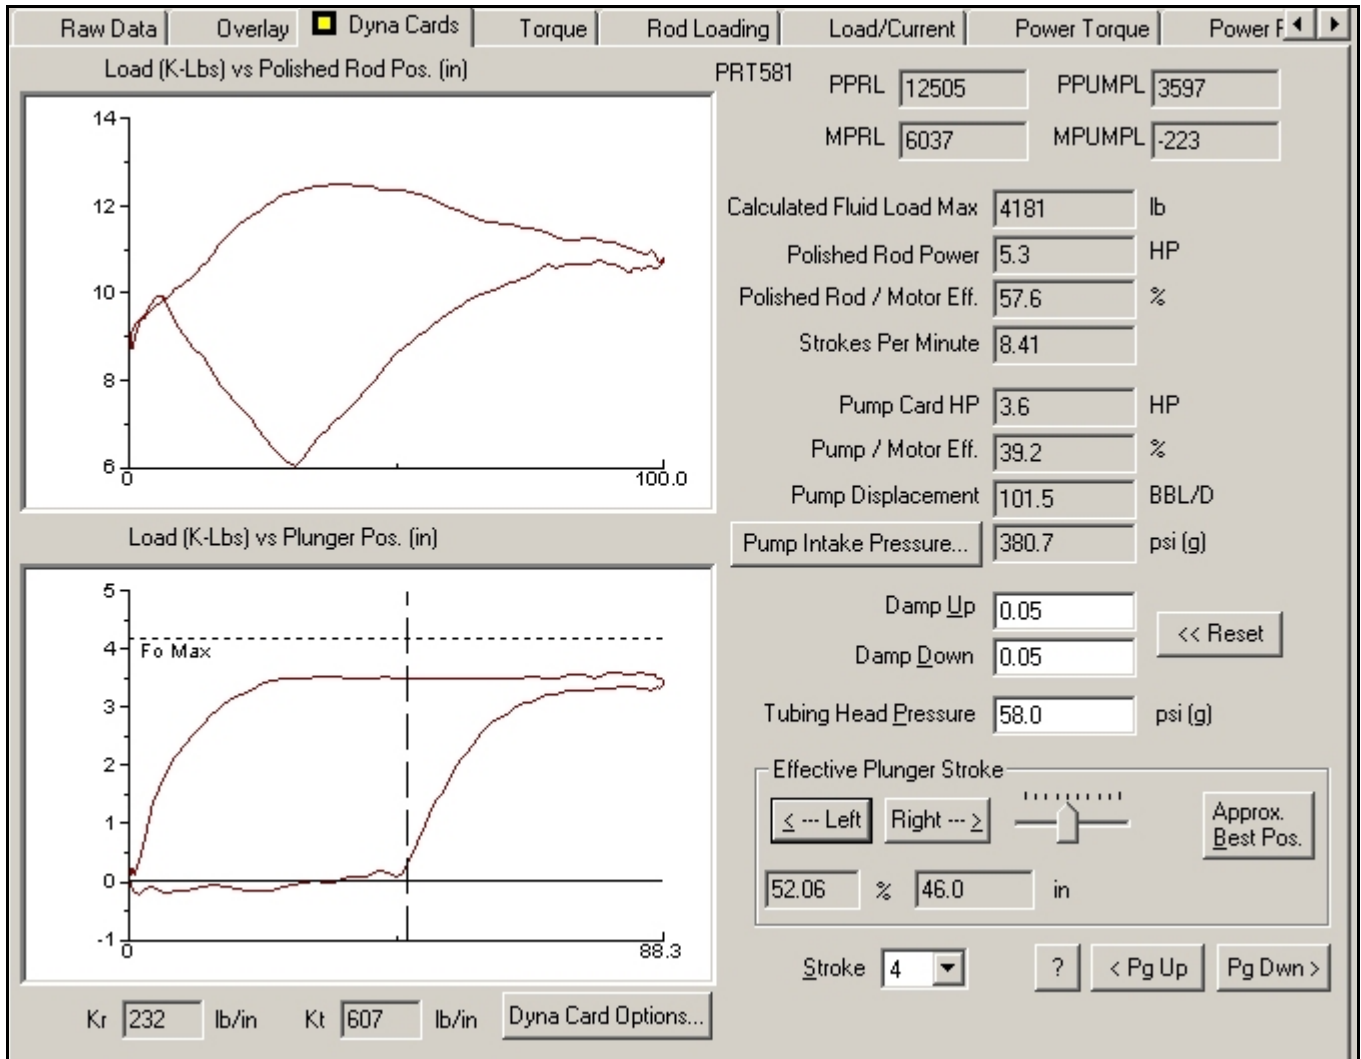 Raw Data Overlay Dyna Cards Torque Rod Loading Load/Current Power Torque Power
Load (K-Lbs) vs Polished Rod Pos. (in)
14
12
10
8
6
0 100.0
PRT581
PPRL 12505 PPUMPL 3597
MPRL 6037 MPUMPL -223
Calculated Fluid Load Max 4181 lb
Polished Rod Power 5.3 HP
Polished Rod / Motor Eff. 57.6 %
Strokes Per Minute 8.41
Pump Card HP 3.6 HP
Pump / Motor Eff. 39.2 %
Pump Displacement 101.5 BBL/D
Pump Intake Pressure... 380.7 psi (g)
Load (K-Lbs) vs Plunger Pos. (in)
5
4
Fo Max
3
2
1
0
-1
0 88.3
Damp Up 0.05
Damp Down 0.05
<< Reset
Tubing Head Pressure 58.0 psi (g)
Effective Plunger Stroke
< --- Left Right --- >
Approx.
Best Pos.
52.06 % 46.0 in
Stroke 4 ? < Pg Up Pg Dwn >
Kr 232 lb/in Kt 607 lb/in Dyna Card Options...